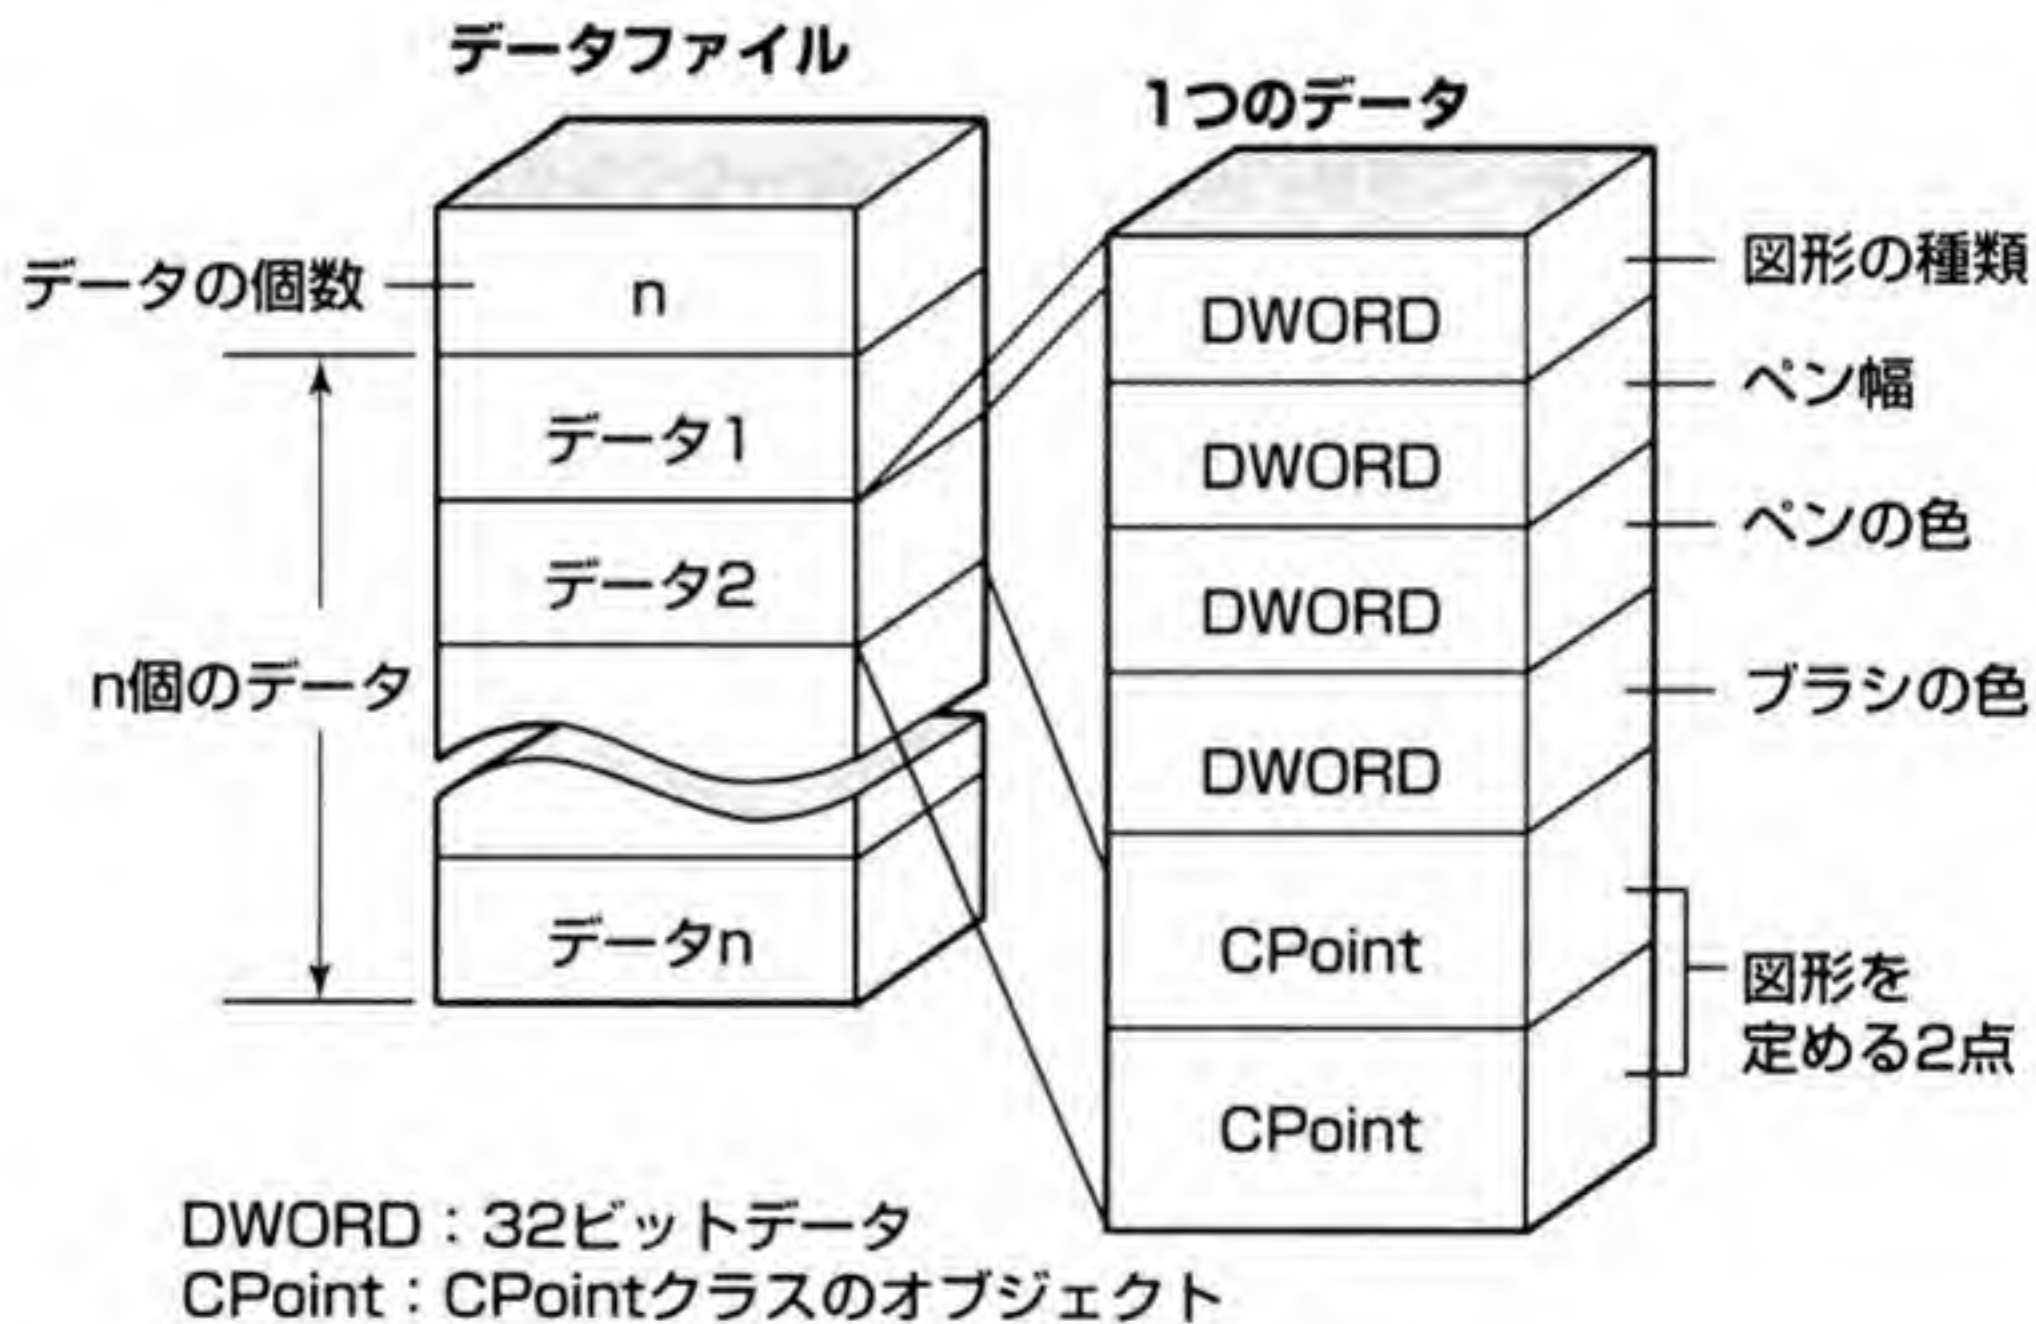 データファイル
データの個数
n
データ1
データ2
n個のデータ
データn
1つのデータ
DWORD
図形の種類
DWORD
ペン幅
DWORD
ペンの色
DWORD
ブラシの色
CPoint
CPoint
図形を
定める2点
DWORD：32ビットデータ
CPoint：CPointクラスのオブジェクト